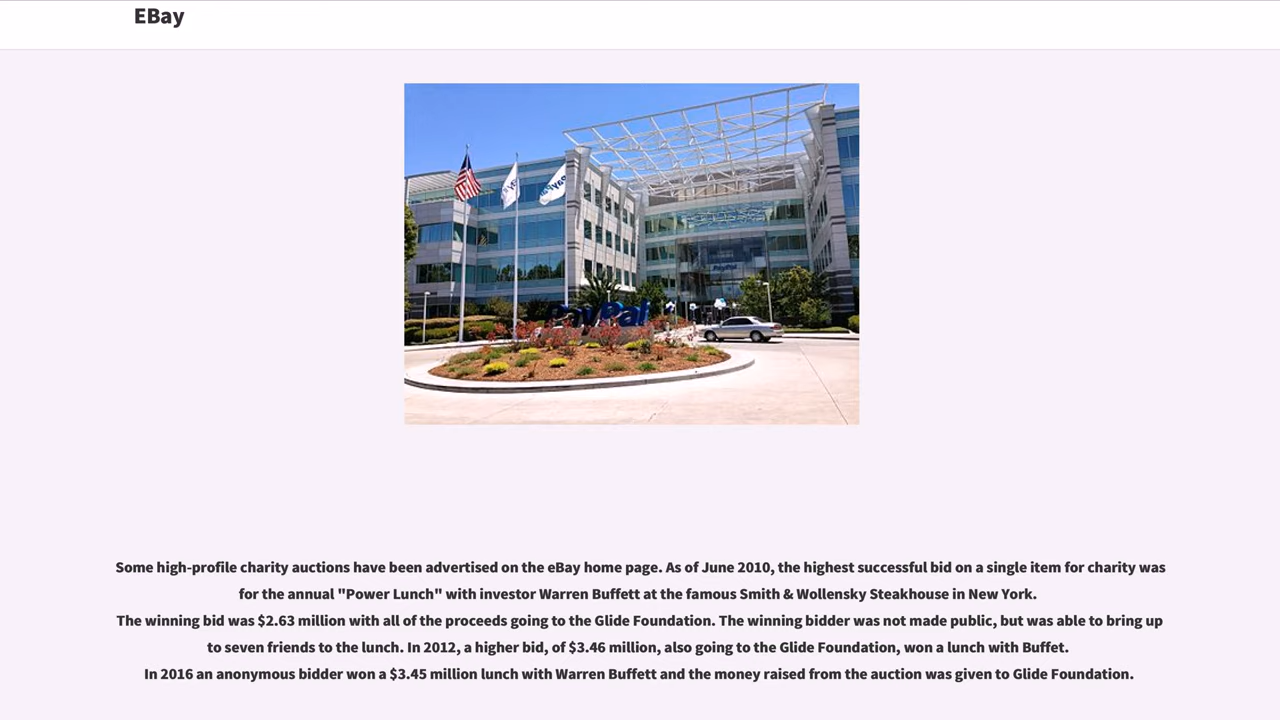 EBay
PayPal
Some high-profile charity auctions have been advertised on the eBay home page. As of June 2010, the highest successful bid on a single item for charity was
for the annual "Power Lunch" with investor Warren Buffett at the famous Smith & Wollensky Steakhouse in New York.
The winning bid was $2.63 million with all of the proceeds going to the Glide Foundation. The winning bidder was not made public, but was able to bring up
to seven friends to the lunch. In 2012, a higher bid, of $3.46 million, also going to the Glide Foundation, won a lunch with Buffet.
In 2016 an anonymous bidder won a $3.45 million lunch with Warren Buffett and the money raised from the auction was given to Glide Foundation.